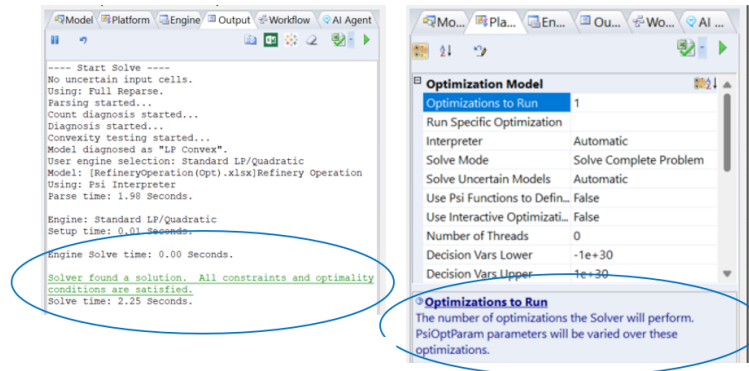 Model Platform Engine Output Workflow AI Agent
---- Start Solve ----
No uncertain input cells.
Using: Full Reparse.
Parsing started...
Count diagnosis started...
Diagnosis started...
Convexity testing started...
Model diagnosed as "LP Convex".
User engine selection: Standard LP/Quadratic
Model: [RefineryOperation(Opt).xlsx]Refinery Operation
Using: Psi Interpreter
Parse time: 1.98 Seconds.
Engine: Standard LP/Quadratic
Setup time: 0.01 Seconds.
Engine Solve time: 0.00 Seconds.
Solver found a solution. All constraints and optimality
conditions are satisfied.
Solve time: 2.25 Seconds.
Mo... Pla... En... Ou... Wo... AI ...
Optimization Model
Optimizations to Run 1
Run Specific Optimization
Interpreter Automatic
Solve Mode Solve Complete Problem
Solve Uncertain Models Automatic
Use Psi Functions to Defin... False
Use Interactive Optimizati... False
Number of Threads 0
Decision Vars Lower -1e+30
Decision Vars Upper 1e+30
Optimizations to Run
The number of optimizations the Solver will perform.
PsiOptParam parameters will be varied over these
optimizations.